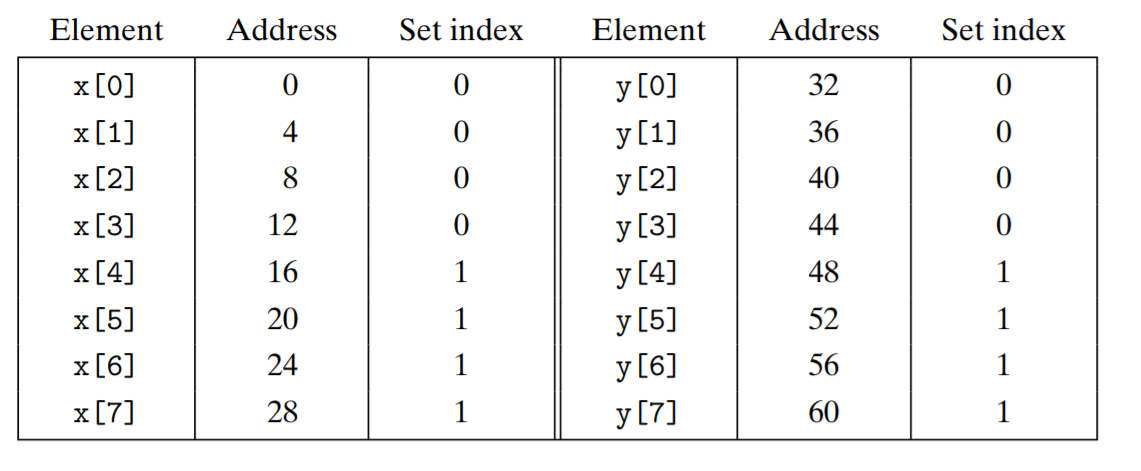 Element Address Set index Element Address Set index
x[0] 0 0 y[0] 32 0
x[1] 4 0 y[1] 36 0
x[2] 8 0 y[2] 40 0
x[3] 12 0 y[3] 44 0
x[4] 16 1 y[4] 48 1
x[5] 20 1 y[5] 52 1
x[6] 24 1 y[6] 56 1
x[7] 28 1 y[7] 60 1